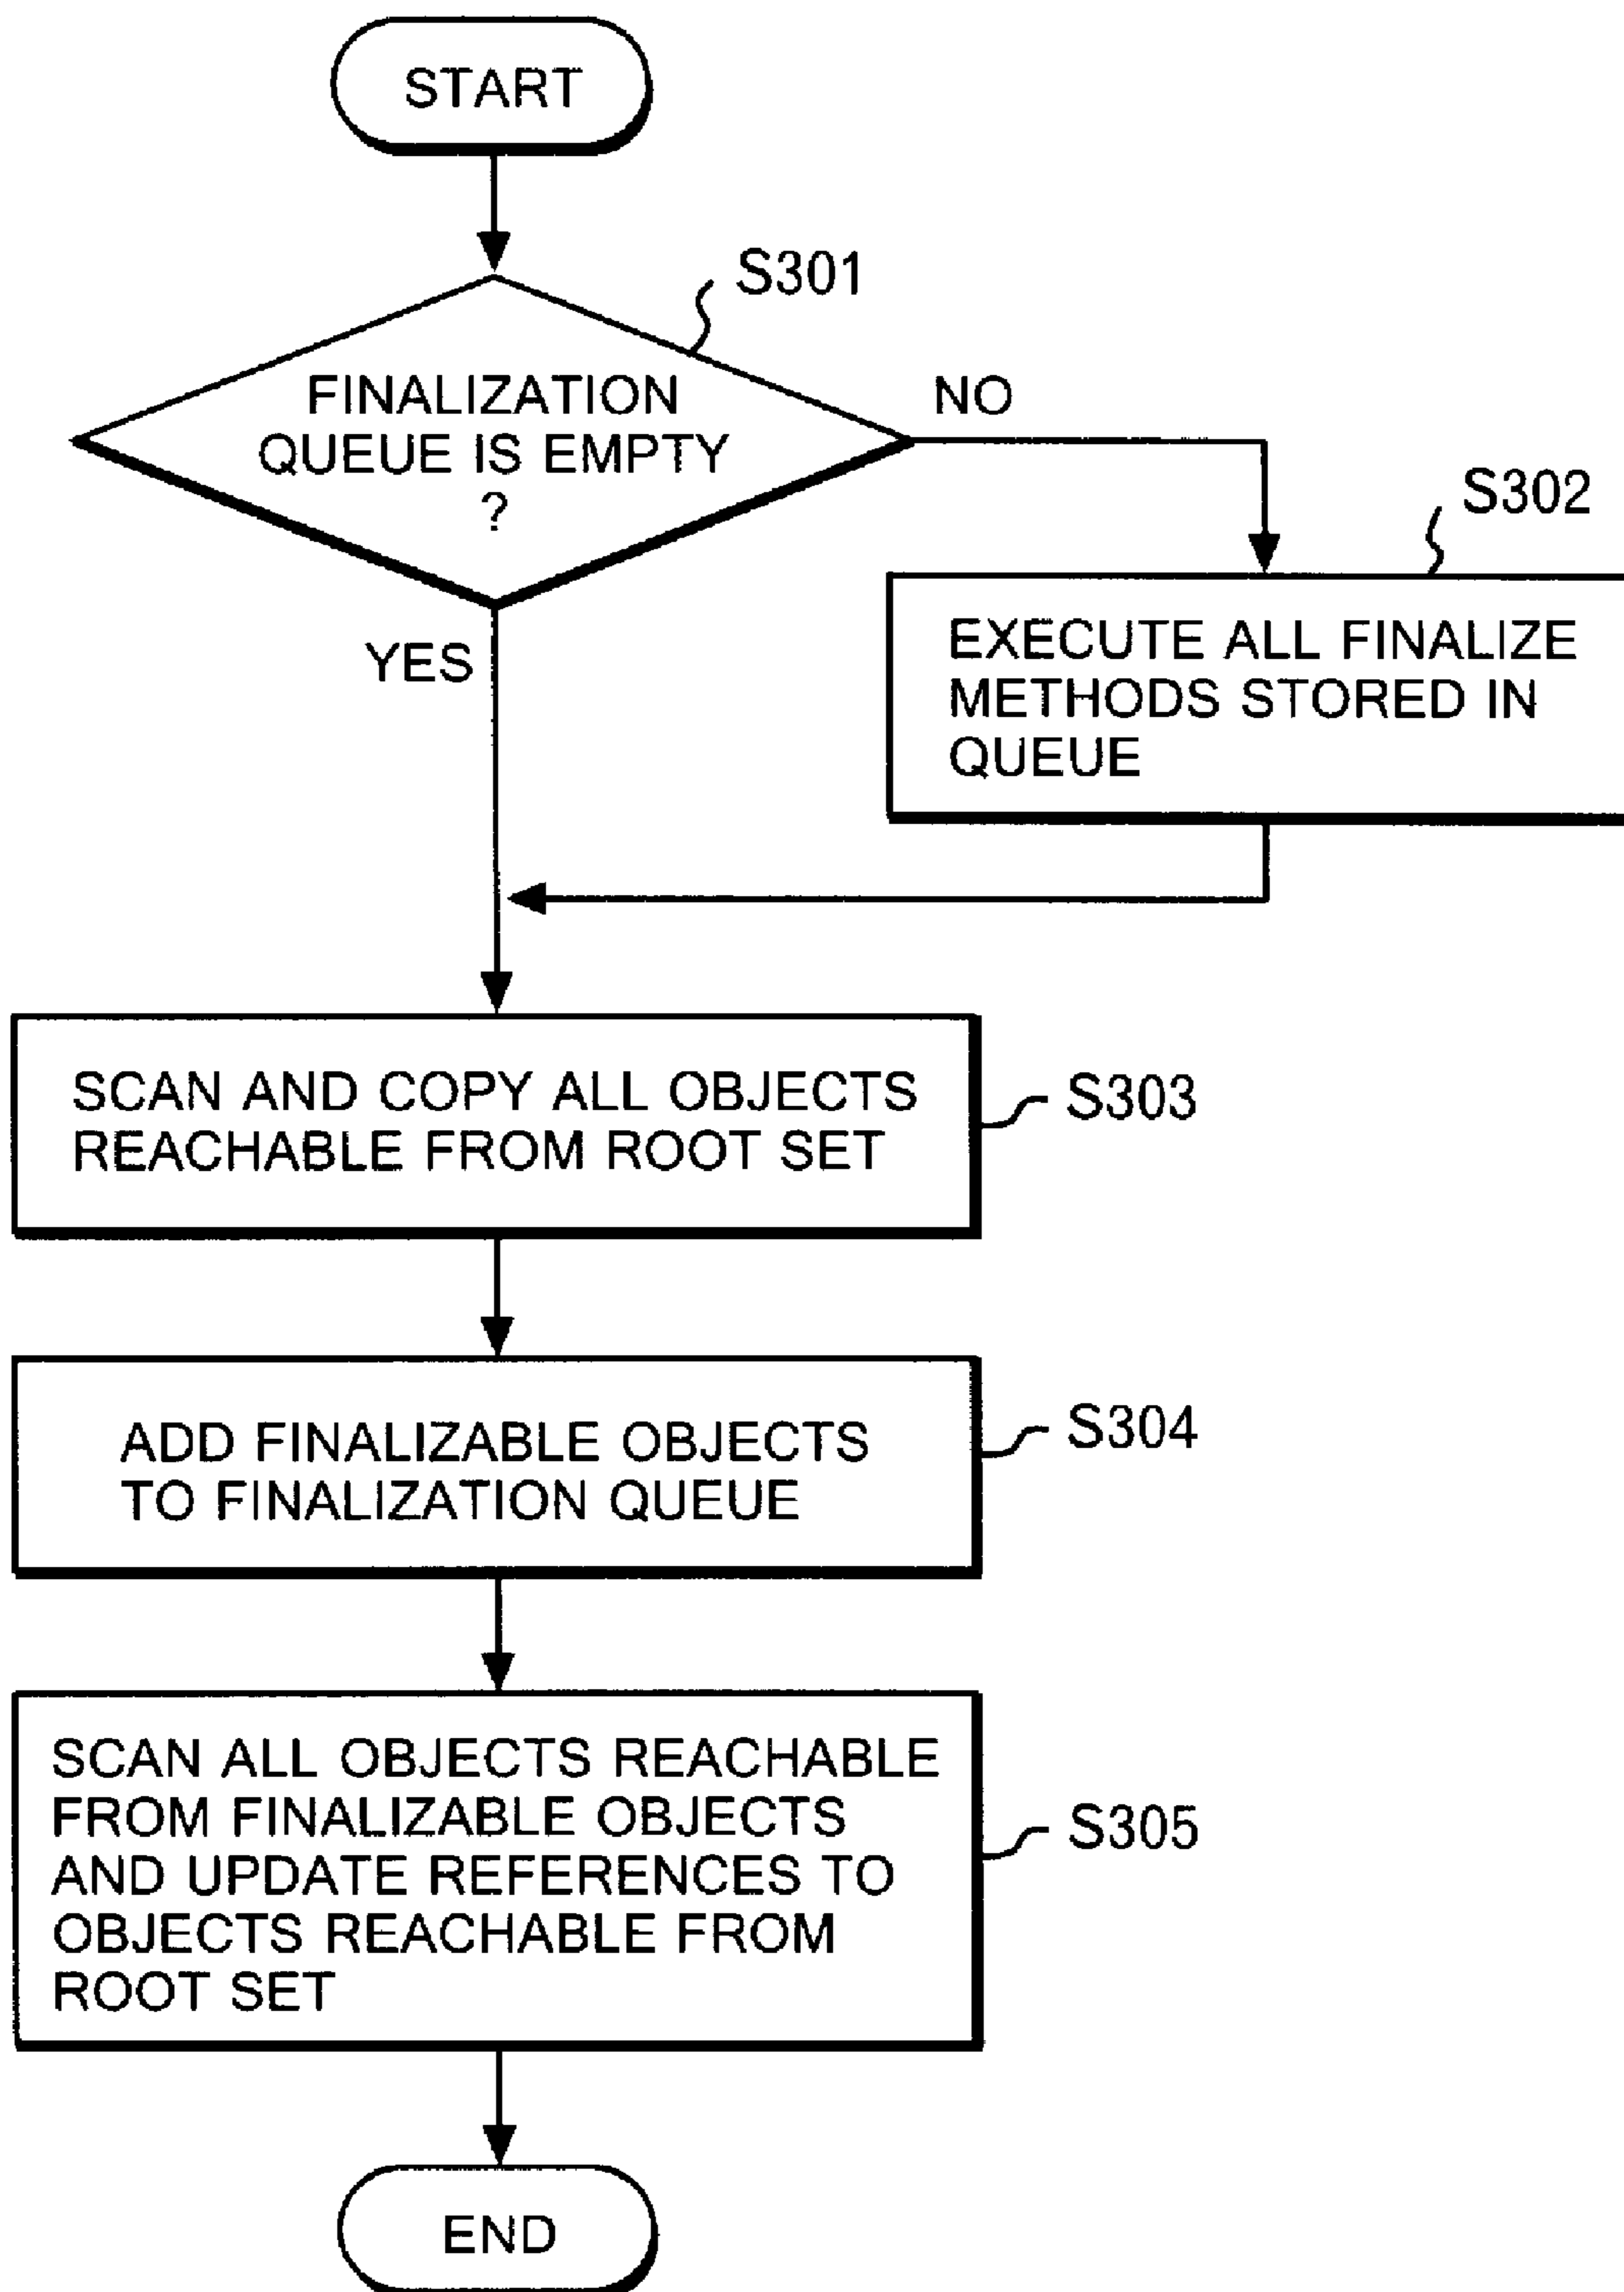 START
S301
FINALIZATION
QUEUE IS EMPTY
?
NO
YES
S302
EXECUTE ALL FINALIZE
METHODS STORED IN
QUEUE
SCAN AND COPY ALL OBJECTS
REACHABLE FROM ROOT SET
S303
ADD FINALIZABLE OBJECTS
TO FINALIZATION QUEUE
S304
SCAN ALL OBJECTS REACHABLE
FROM FINALIZABLE OBJECTS
AND UPDATE REFERENCES TO
OBJECTS REACHABLE FROM
ROOT SET
S305
END